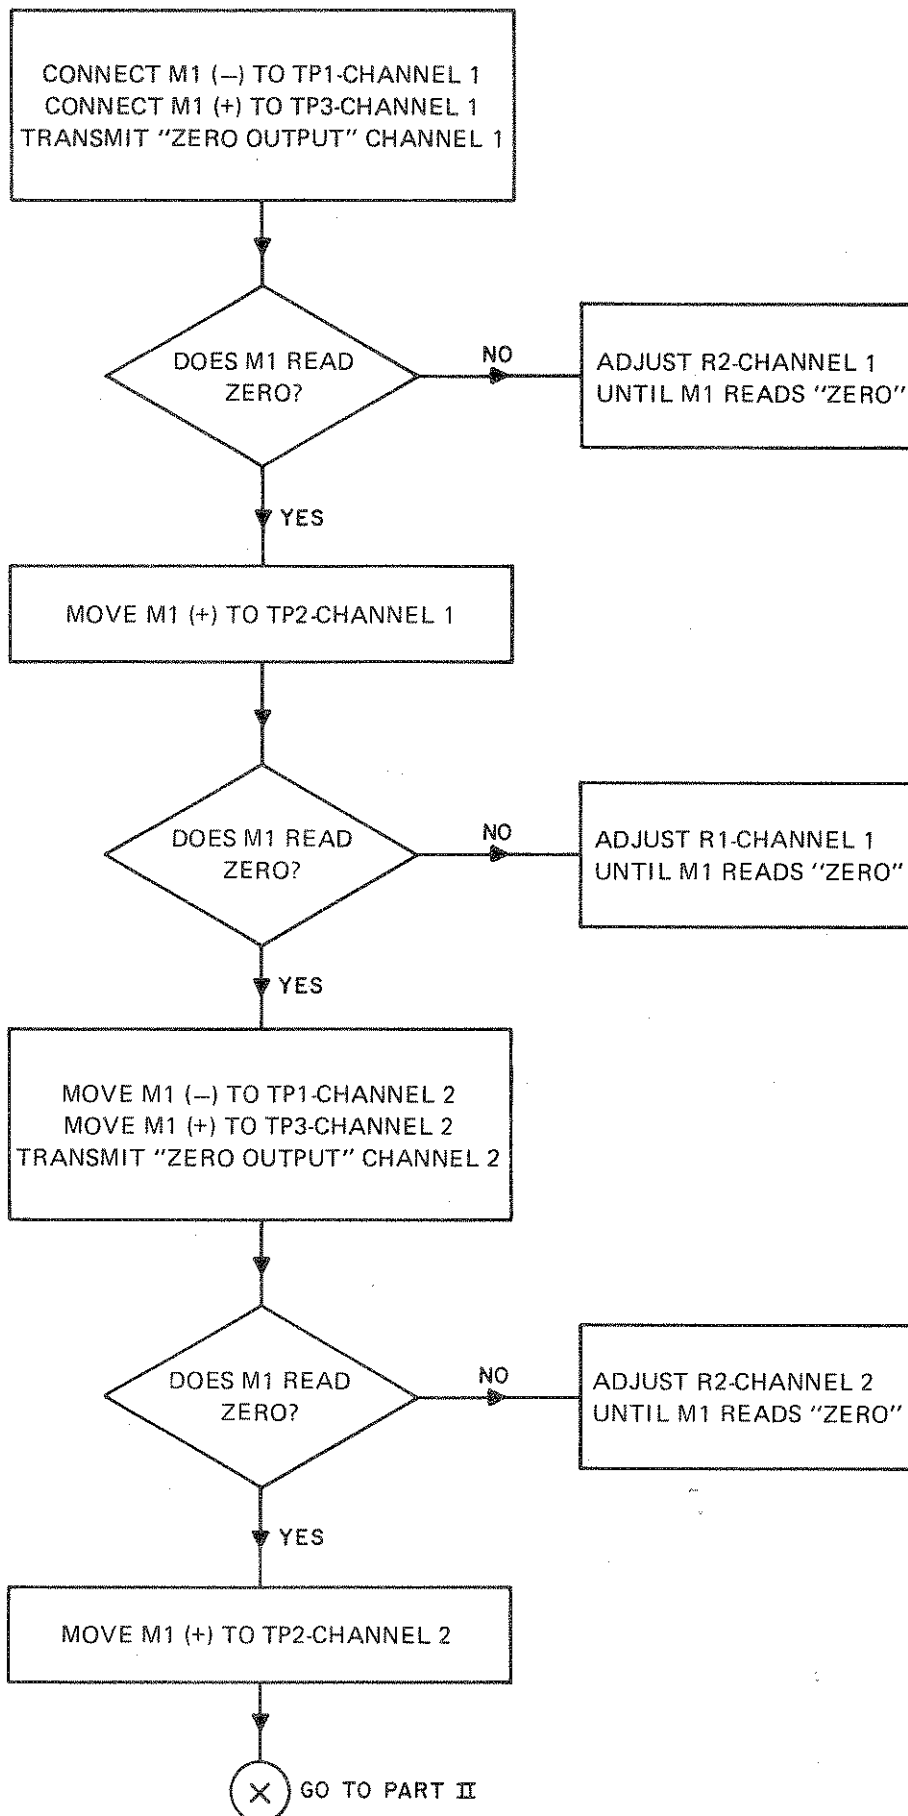 CONNECT M1 (—) TO TP1-CHANNEL 1
CONNECT M1 (+) TO TP3-CHANNEL 1
TRANSMIT "ZERO OUTPUT" CHANNEL 1
DOES M1 READ
ZERO?
NO
ADJUST R2-CHANNEL 1
UNTIL M1 READS "ZERO"
YES
MOVE M1 (+) TO TP2-CHANNEL 1
DOES M1 READ
ZERO?
NO
ADJUST R1-CHANNEL 1
UNTIL M1 READS "ZERO"
YES
MOVE M1 (—) TO TP1-CHANNEL 2
MOVE M1 (+) TO TP3-CHANNEL 2
TRANSMIT "ZERO OUTPUT" CHANNEL 2
DOES M1 READ
ZERO?
NO
ADJUST R2-CHANNEL 2
UNTIL M1 READS "ZERO"
YES
MOVE M1 (+) TO TP2-CHANNEL 2
X GO TO PART II